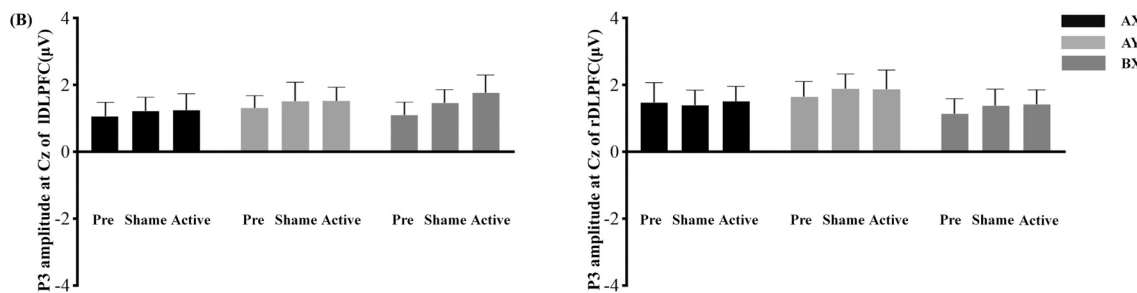 (B)
P3 amplitude at Cz of lDLPFC(μV)
4
2
0
-2
-4
Pre Shame Active Pre Shame Active Pre Shame Active
P3 amplitude at Cz of rDLPFC(μV)
4
2
0
-2
-4
Pre Shame Active Pre Shame Active Pre Shame Active
AX
AY
BX